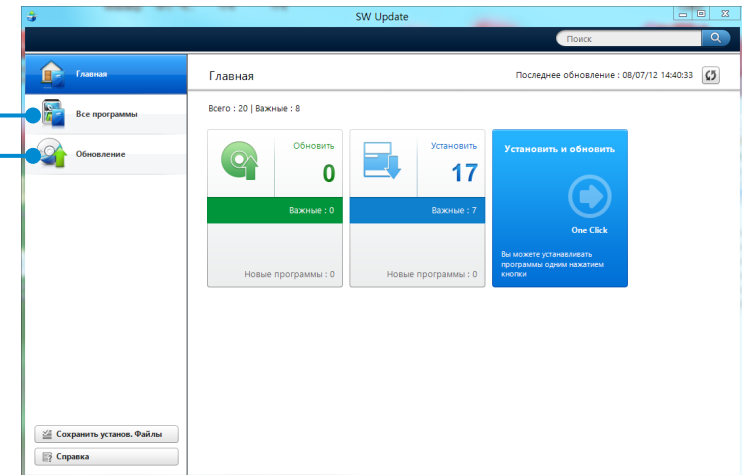 SW Update
Поиск
Главная
Все программы
Обновление
Главная
Последнее обновление : 08/07/12 14:40:33
Всего : 20 | Важные : 8
Обновить
0
Важные : 0
Новые программы : 0
Установить
17
Важные : 7
Новые программы : 0
Установить и обновить
One Click
Вы можете устанавливать
программы одним нажатием
кнопки
Сохранить установ. Файлы
Справка